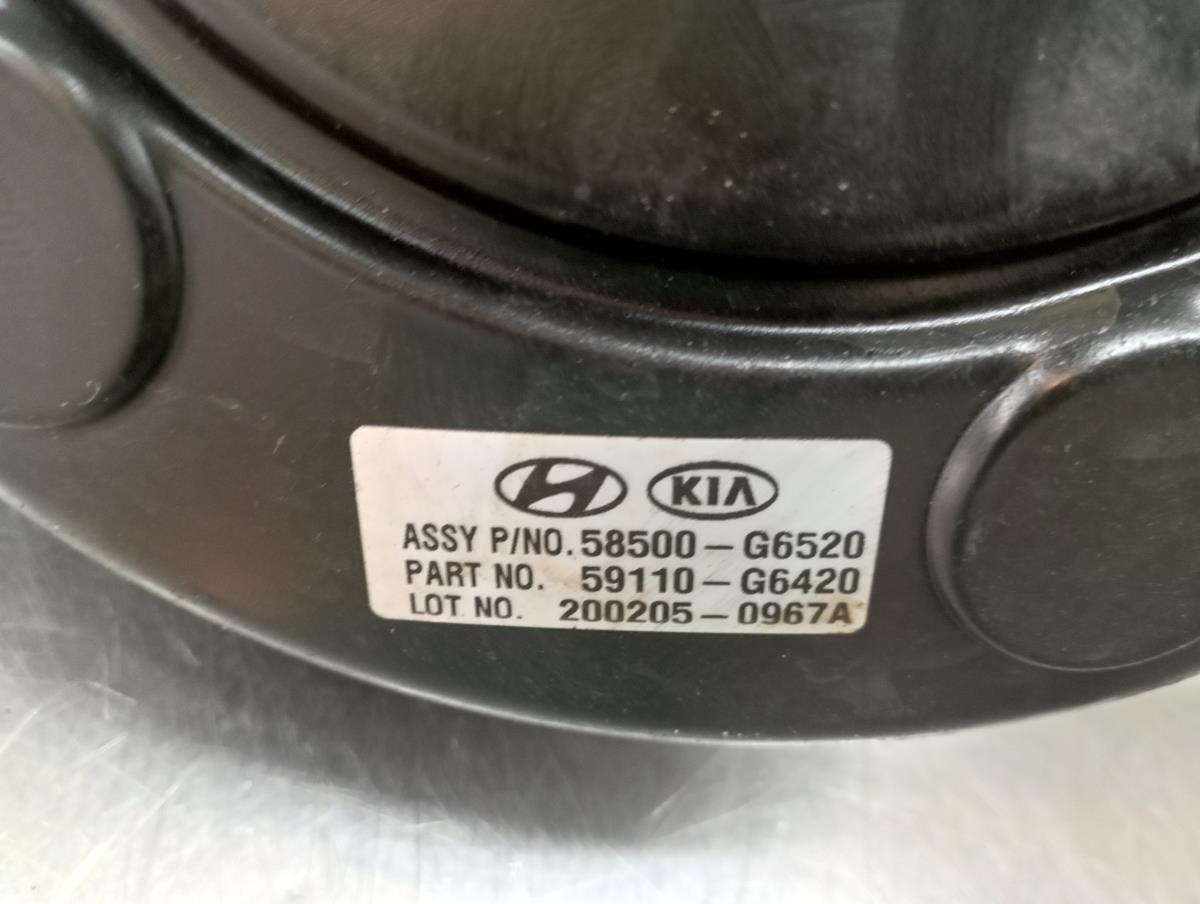 KIA
ASSY P/NO. 58500-G6520
PART NO. 59110-G6420
LOT NO. 200205-0967A